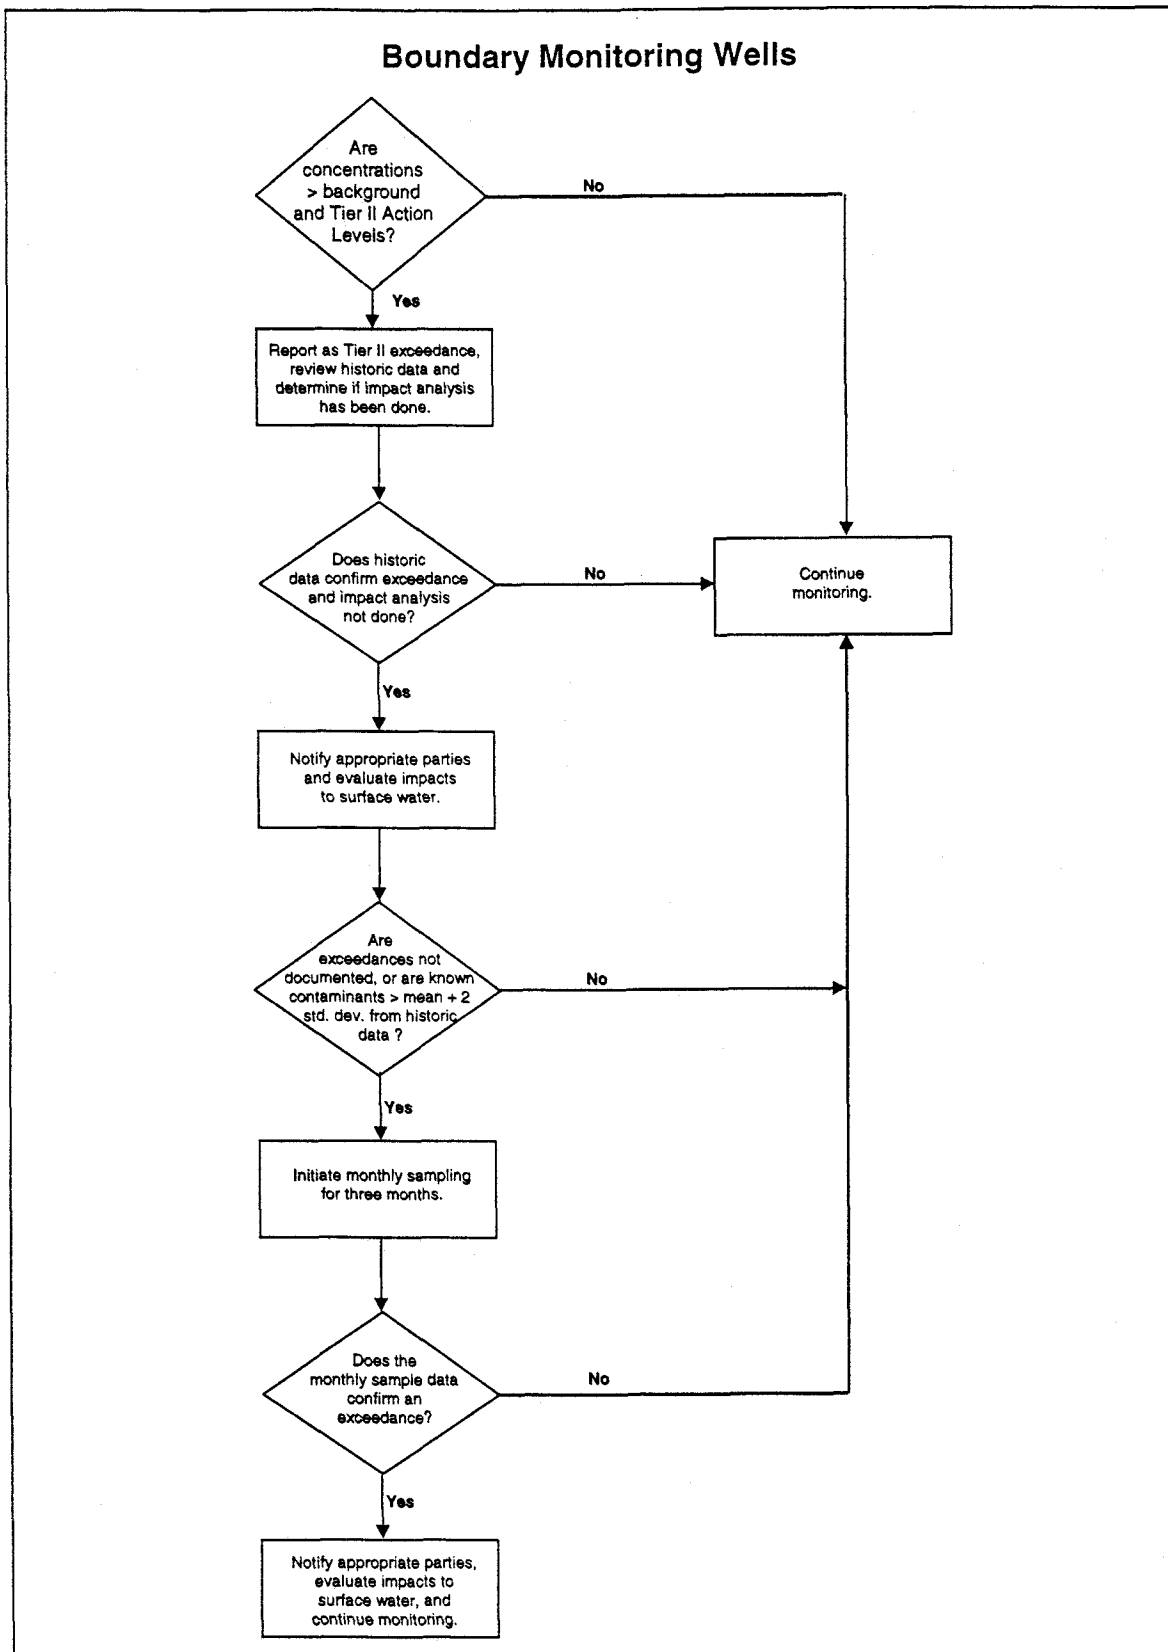 Boundary Monitoring Wells
Are
concentrations
> background
and Tier II Action
Levels?
No
Yes
Report as Tier II exceedance,
review historic data and
determine if impact analysis
has been done.
Does historic
data confirm exceedance
and impact analysis
not done?
No
Continue
monitoring.
Yes
Notify appropriate parties
and evaluate impacts
to surface water.
Are
exceedances not
documented, or are known
contaminants > mean + 2
std. dev. from historic
data ?
No
Yes
Initiate monthly sampling
for three months.
Does the
monthly sample data
confirm an
exceedance?
No
Yes
Notify appropriate parties,
evaluate impacts to
surface water, and
continue monitoring.